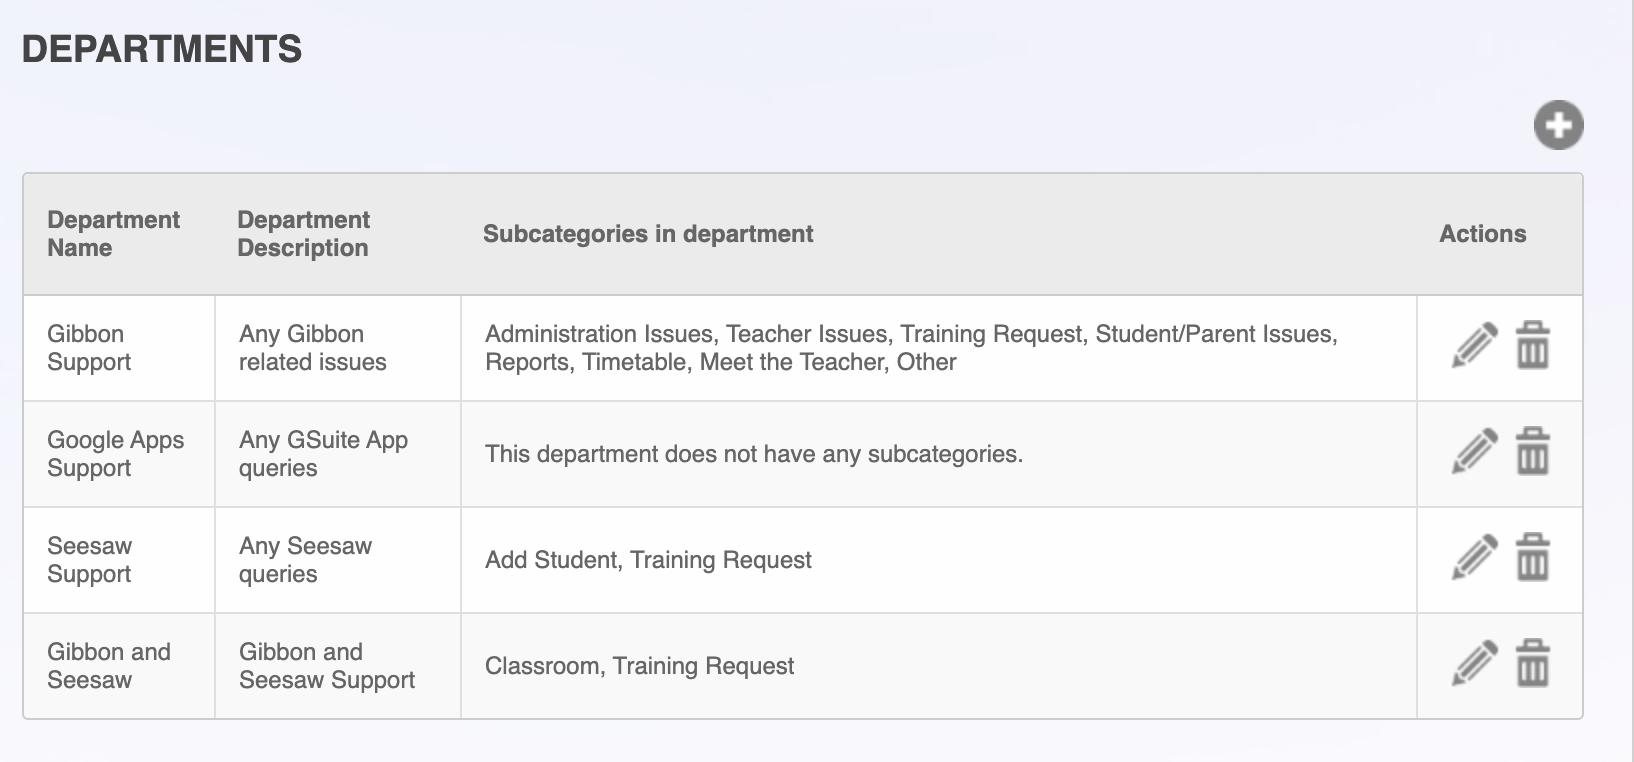 DEPARTMENTS
Department
Name
Department
Description
Subcategories in department
Actions
Gibbon
Support
Any Gibbon
related issues
Administration Issues, Teacher Issues, Training Request, Student/Parent Issues,
Reports, Timetable, Meet the Teacher, Other
Google Apps
Support
Any GSuite App
queries
This department does not have any subcategories.
Seesaw
Support
Any Seesaw
queries
Add Student, Training Request
Gibbon and
Seesaw
Gibbon and
Seesaw Support
Classroom, Training Request